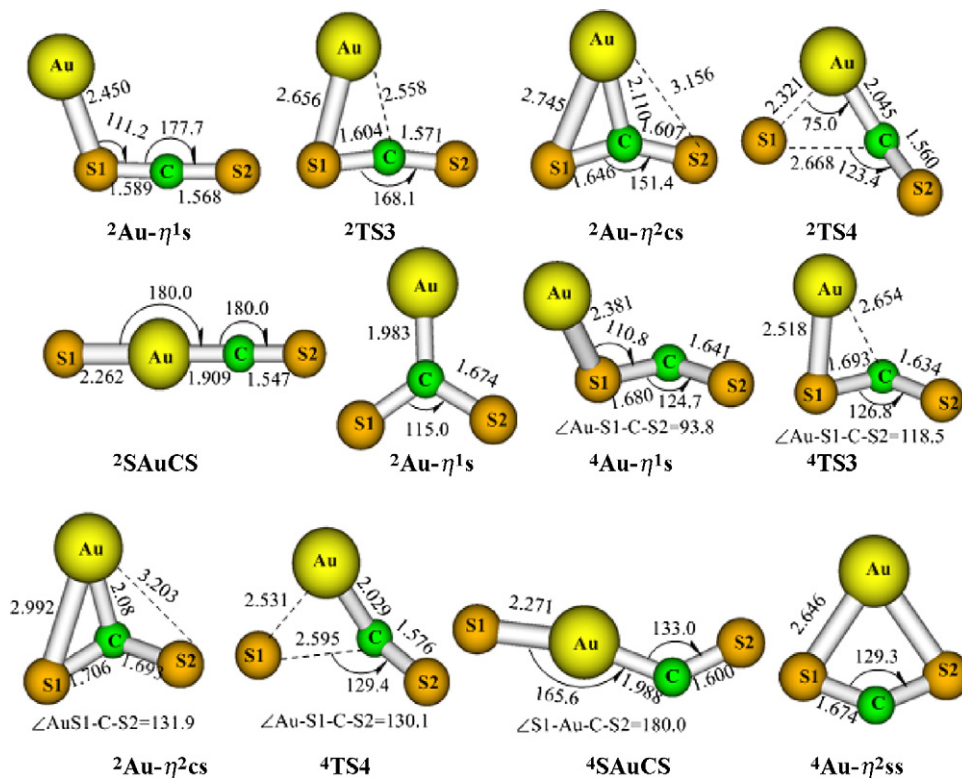 Au
2.450
111.2
177.7
S1
C
S2
1.589
1.568
²Au-η¹s
Au
2.656
2.558
1.604
1.571
S1
C
S2
168.1
²TS3
Au
2.745
2.110
3.156
1.607
S1
C
S2
1.646
151.4
²Au-η²cs
Au
2.321
2.045
75.0
S1
C
1.560
2.668
123.4
S2
²TS4
180.0
180.0
S1
Au
C
S2
2.262
1.909
1.547
²SAuCS
Au
1.983
C
1.674
S1
S2
115.0
²Au-η¹s
Au
2.381
110.8
1.641
S1
C
S2
1.680
124.7
∠Au-S1-C-S2=93.8
⁴Au-η¹s
Au
2.518
2.654
1.693
1.634
S1
C
S2
126.8
∠Au-S1-C-S2=118.5
⁴TS3
Au
2.992
2.08
3.203
C
S1
S2
1.706
1.693
∠AuS1-C-S2=131.9
²Au-η²cs
Au
2.531
2.029
S1
C
1.576
2.595
129.4
S2
∠Au-S1-C-S2=130.1
⁴TS4
2.271
S1
Au
133.0
S2
C
165.6
1.988
1.600
∠S1-Au-C-S2=180.0
⁴SAuCS
Au
2.646
129.3
S1
S2
C
1.674
⁴Au-η²ss